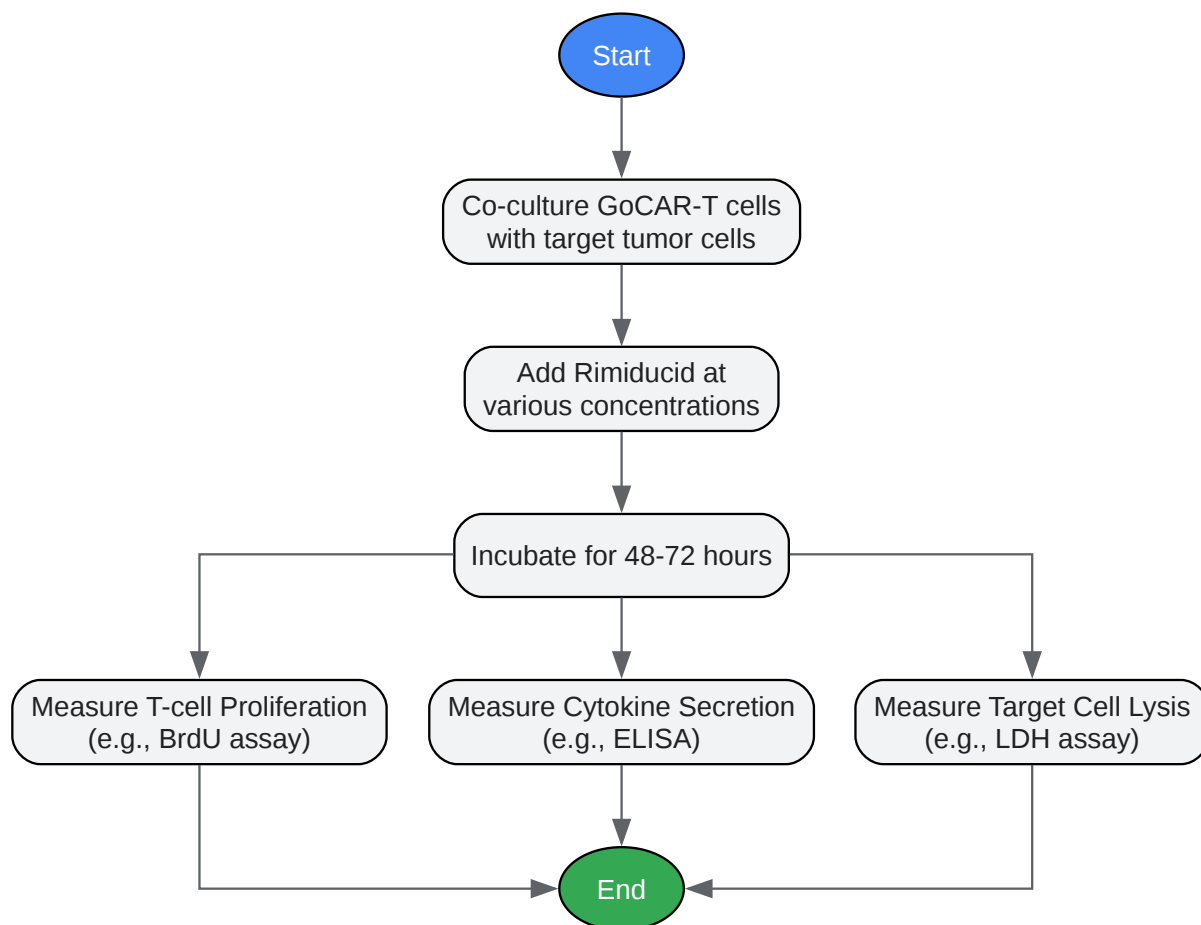 Start
Co-culture GoCAR-T cells
with target tumor cells
Add Rimiducid at
various concentrations
Incubate for 48-72 hours
Measure T-cell Proliferation
(e.g., BrdU assay)
Measure Cytokine Secretion
(e.g., ELISA)
Measure Target Cell Lysis
(e.g., LDH assay)
End